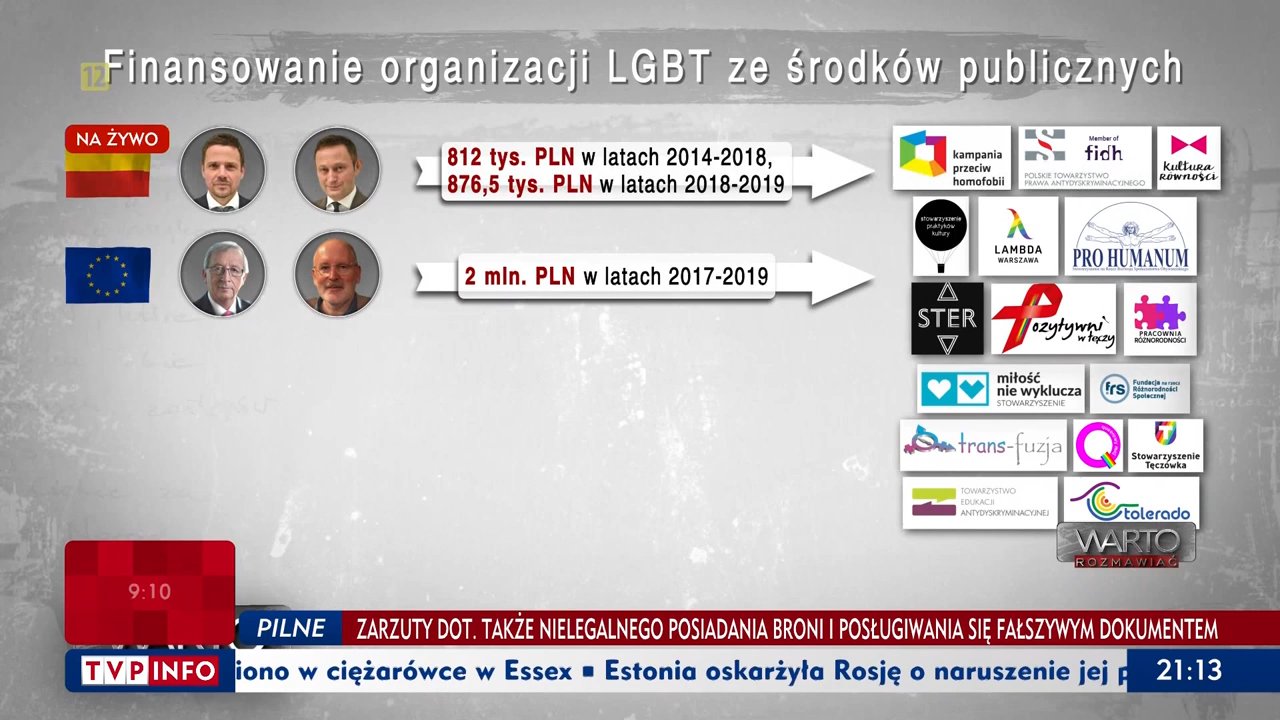 Finansowanie organizacji LGBT ze środków publicznych
12
NA ŻYWO
812 tys. PLN w latach 2014-2018,
876,5 tys. PLN w latach 2018-2019
2 mln. PLN w latach 2017-2019
kampania
przeciw
homofobii
Member of
fidh
POLSKIE TOWARZYSTWO
PRAWA ANTYDYSKRYMINACYJNEGO
kultura
równości
stowarzyszenie
praktyków
kultury
LAMBDA
WARSZAWA
PRO HUMANUM
STER
Pozytywni
w tęczy
PRACOWNIA
RÓŻNORODNOŚCI
miłość
nie wyklucza
STOWARZYSZENIE
frs
Fundacja na rzecz
Różnorodności
Społecznej
trans-fuzja
Stowarzyszenie
Tęczówka
TOWARZYSTWO
EDUKACJI
ANTYDYSKRYMINACYJNEJ
tolerado
WARTO
ROZMAWIAĆ
9:10
PILNE ZARZUTY DOT. TAKŻE NIELEGALNEGO POSIADANIA BRONI I POSŁUGIWANIA SIĘ FAŁSZYWYM DOKUMENTEM
TVP INFO iono w ciężarówce w Essex ▪ Estonia oskarżyła Rosję o naruszenie jej p 21:13